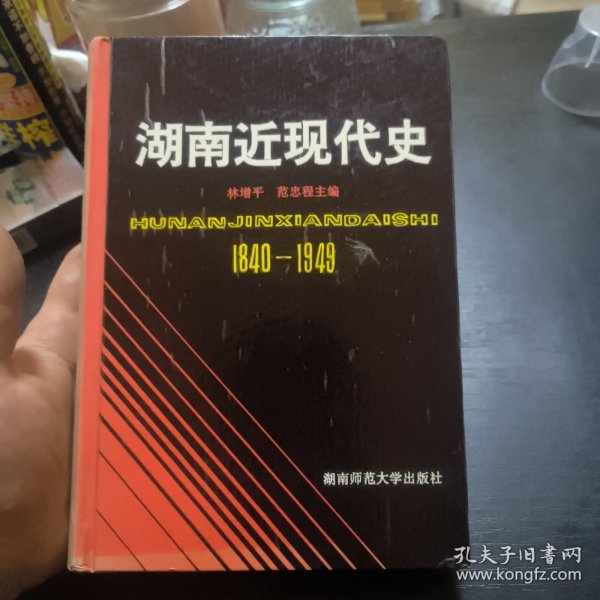 湖南近现代史
林增平 范忠程主编
HUNANJINXIANDAISHI
1840－1949
湖南师范大学出版社
孔夫子旧书网
www.kongfz.com